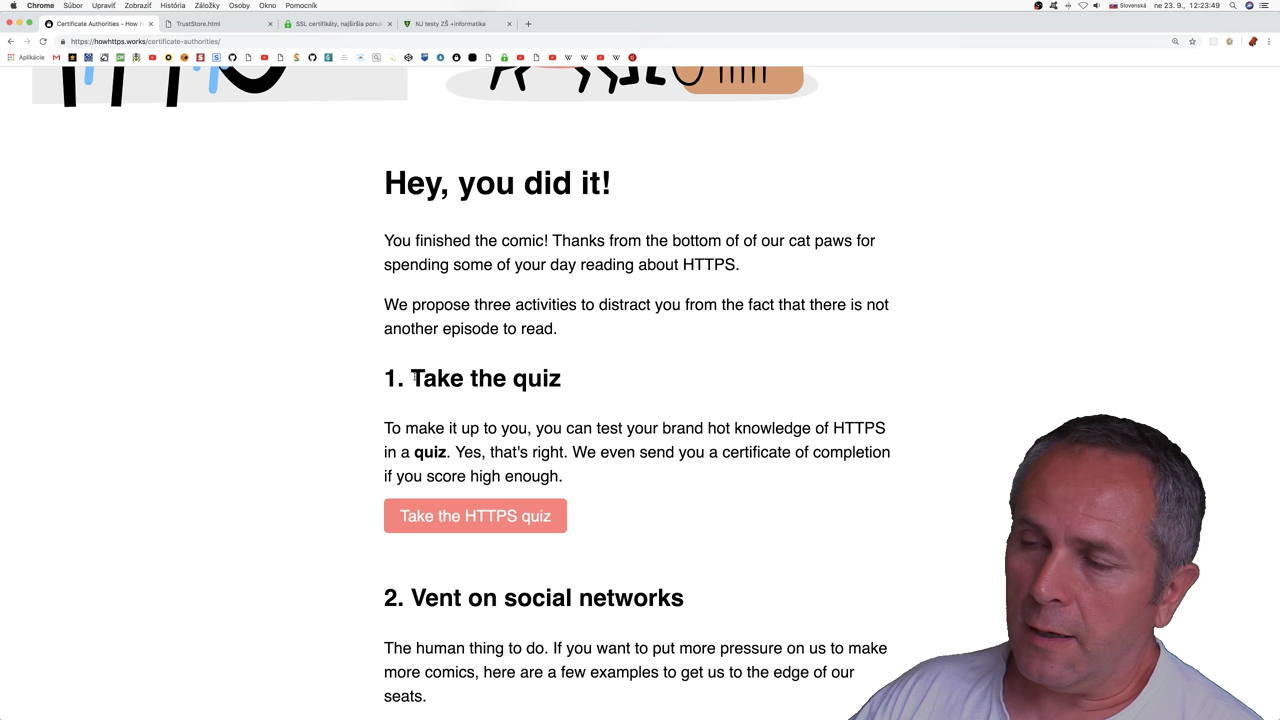 Chrome Súbor Upraviť Zobraziť História Záložky Osoby Okno Pomocník
Slovenská ne 23. 9., 12:23:49
Certificate Authorities - How H
TrustStore.html
SSL certifikáty, najširšia ponuk
NJ testy ZŠ +informatika
https://howhttps.works/certificate-authorities/
Aplikácie
Hey, you did it!
You finished the comic! Thanks from the bottom of of our cat paws for
spending some of your day reading about HTTPS.
We propose three activities to distract you from the fact that there is not
another episode to read.
1. Take the quiz
To make it up to you, you can test your brand hot knowledge of HTTPS
in a quiz. Yes, that's right. We even send you a certificate of completion
if you score high enough.
Take the HTTPS quiz
2. Vent on social networks
The human thing to do. If you want to put more pressure on us to make
more comics, here are a few examples to get us to the edge of our
seats.